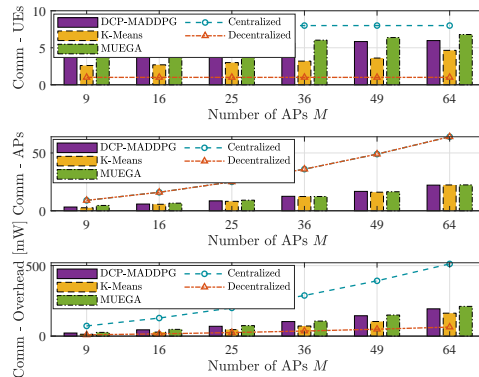 Comm - UEs
10
5
0
DCP-MADDPG
K-Means
MUEGA
Centralized
Decentralized
9 16 25 36 49 64
Number of APs M
Comm - APs
50
0
DCP-MADDPG
K-Means
MUEGA
Centralized
Decentralized
9 16 25 36 49 64
Number of APs M
Comm - Overhead [mW]
500
0
DCP-MADDPG
K-Means
MUEGA
Centralized
Decentralized
9 16 25 36 49 64
Number of APs M